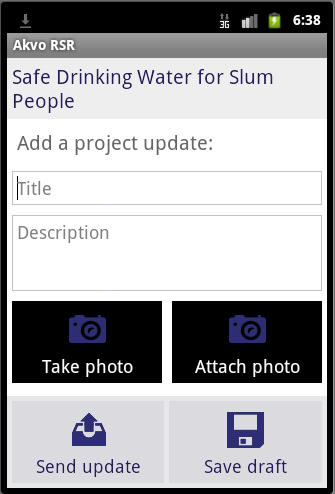 3G 6:38
Akvo RSR
Safe Drinking Water for Slum
People
Add a project update:
Title
Description
Take photo Attach photo
Send update Save draft